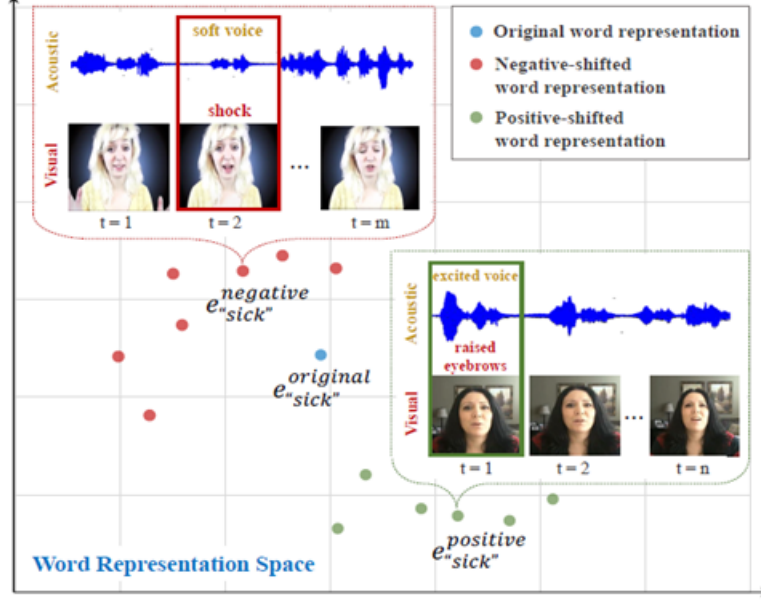 soft voice
Acoustic
shock
Visual
...
t = 1
t = 2
t = m
Original word representation
Negative-shifted
word representation
Positive-shifted
word representation
e^{negative}_{“sick”}
e^{original}_{“sick”}
excited voice
Acoustic
raised
eyebrows
Visual
...
t = 1
t = 2
t = n
e^{positive}_{“sick”}
Word Representation Space